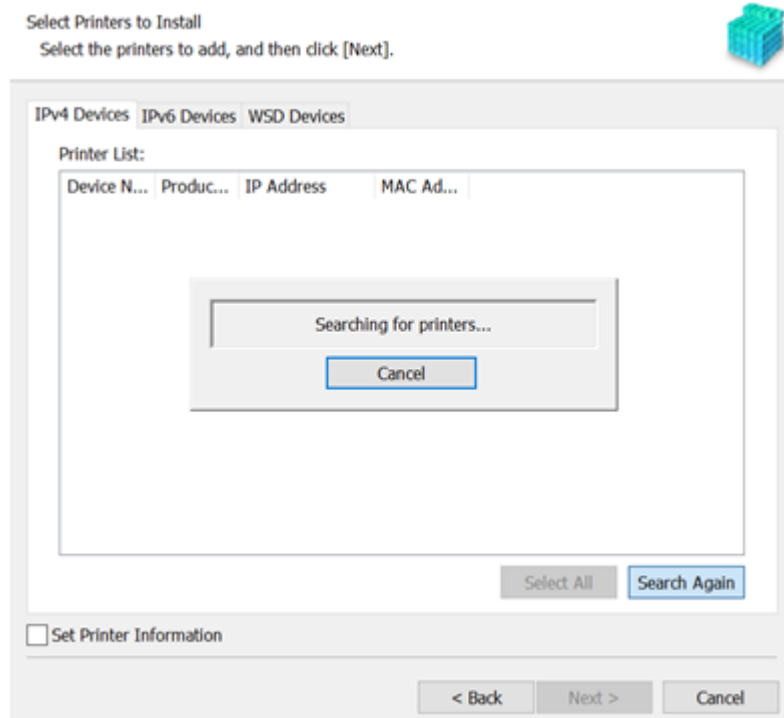 Select Printers to Install
Select the printers to add, and then click [Next].
IPv4 Devices IPv6 Devices WSD Devices
Printer List:
Device N... Produc... IP Address MAC Ad...
Searching for printers...
Cancel
Select All Search Again
Set Printer Information
< Back Next > Cancel